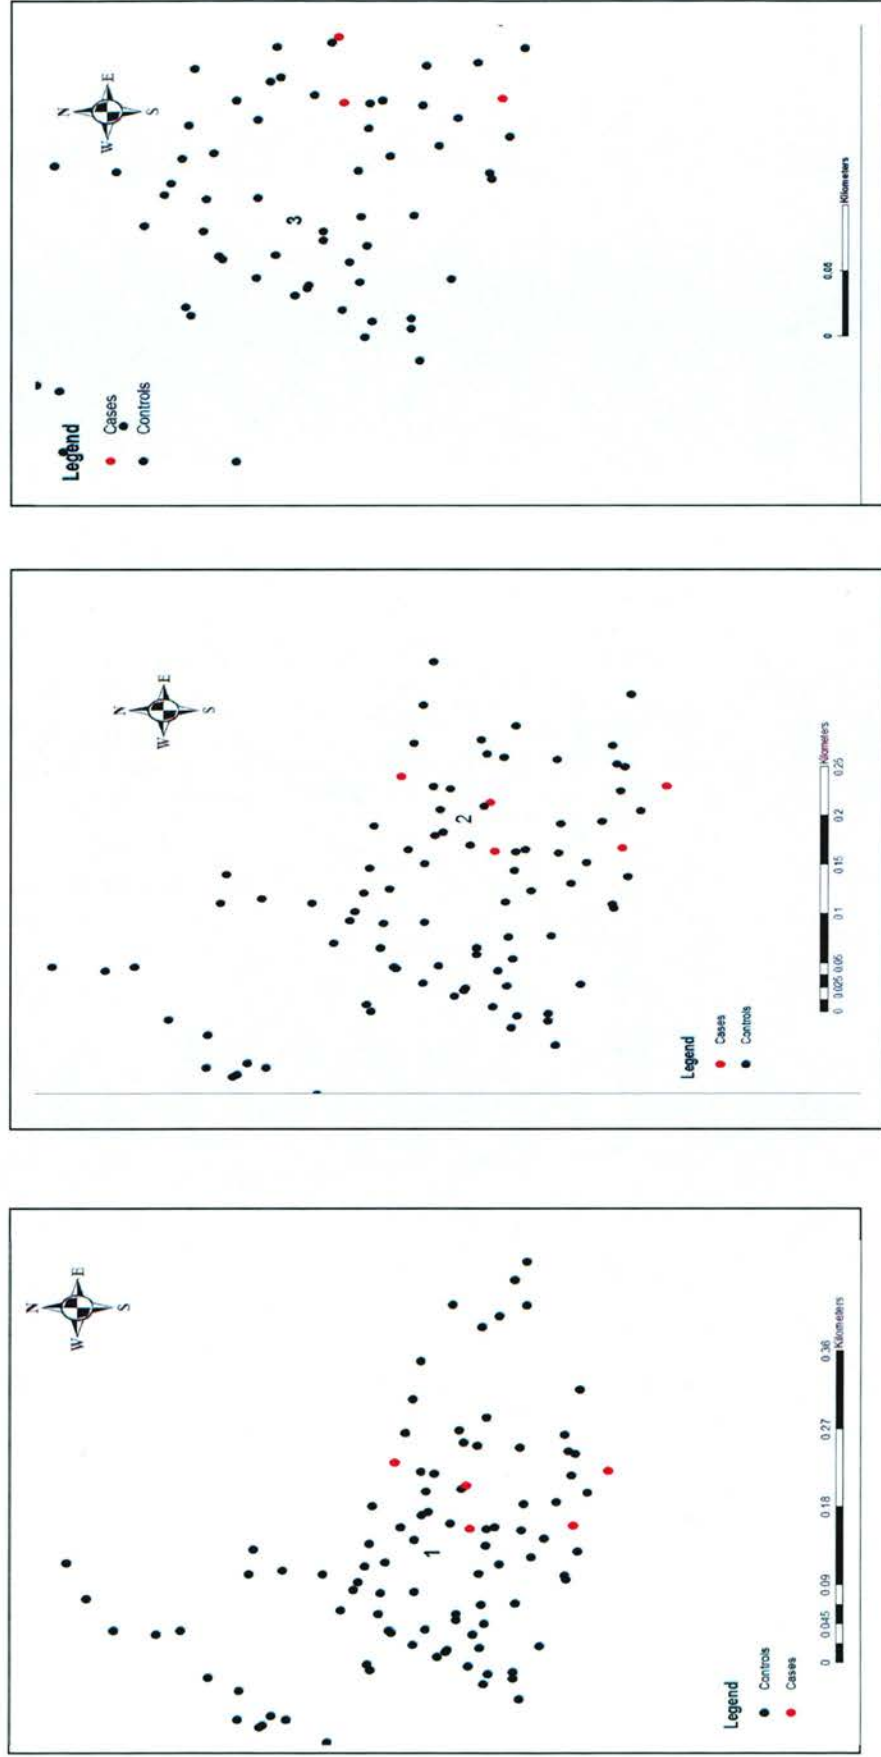 N
W E
S
3
Legend
Cases
Controls
Kilometers
0 0.05
N
W E
S
2
Legend
Cases
Controls
Kilometers
0 0.025 0.05 0.1 0.15 0.2 0.25
N
W E
S
1
Legend
Controls
Cases
0 0.045 0.09 0.18 0.27 0.36
Kilometers